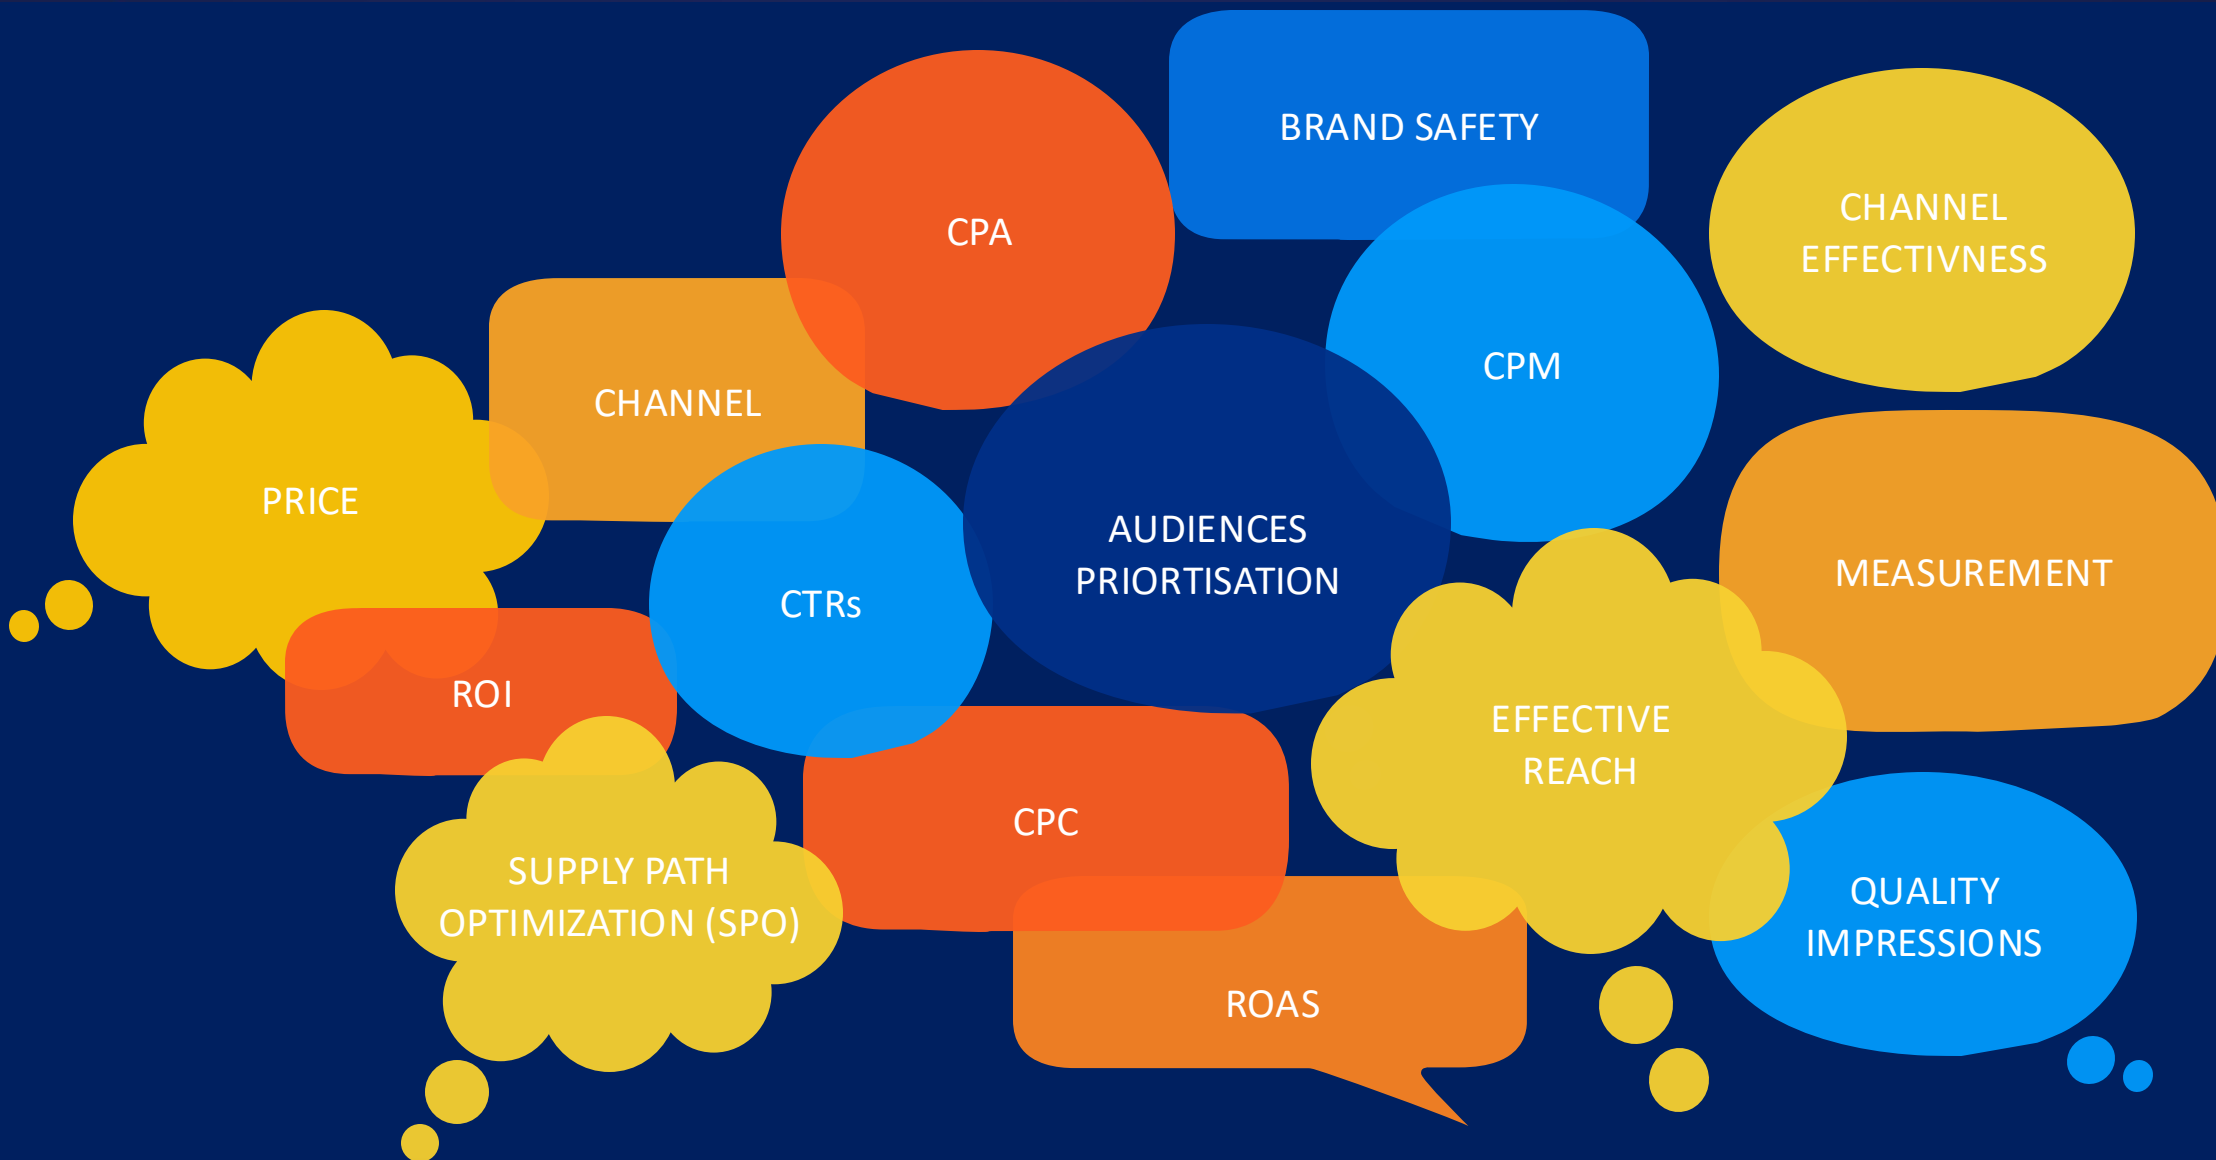 BRAND SAFETY
CPA
CHANNEL
EFFECTIVNESS
CPM
CHANNEL
PRICE
AUDIENCES
PRIORTISATION
MEASUREMENT
CTRs
ROI
EFFECTIVE
REACH
CPC
SUPPLY PATH
OPTIMIZATION (SPO)
QUALITY
IMPRESSIONS
ROAS